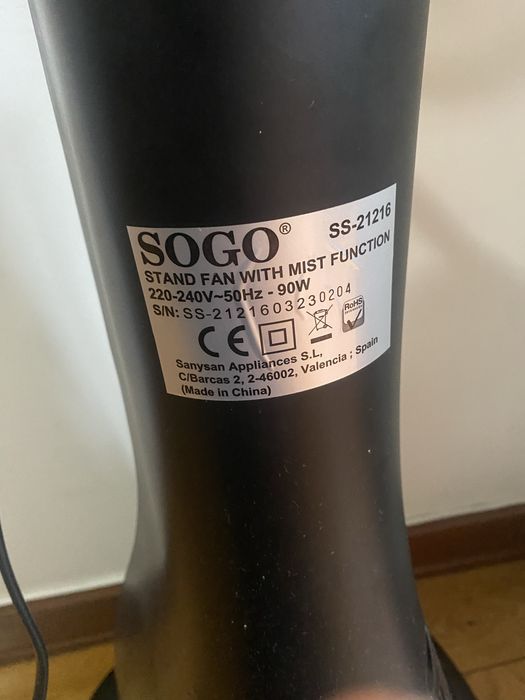 SOGO® SS-21216
STAND FAN WITH MIST FUNCTION
220-240V~50Hz - 90W
S/N: SS-2121603230204
CE RoHS
Sanysan Appliances S.L,
C/Barcas 2, 2-46002, Valencia ; Spain
(Made in China)